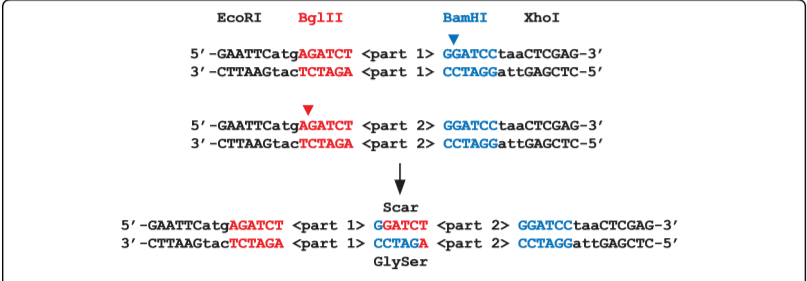 EcoRI BglII BamHI XhoI
5’-GAATTCatgAGATCT <part 1> GGATCCtaaCTCGAG-3’
3’-CTTAAGtacTCTAGA <part 1> CCTAGGattGAGCTC-5’
5’-GAATTCatgAGATCT <part 2> GGATCCtaaCTCGAG-3’
3’-CTTAAGtacTCTAGA <part 2> CCTAGGattGAGCTC-5’
Scar
5’-GAATTCatgAGATCT <part 1> GGATCT <part 2> GGATCCtaaCTCGAG-3’
3’-CTTAAGtacTCTAGA <part 1> CCTAGA <part 2> CCTAGGattGAGCTC-5’
GlySer